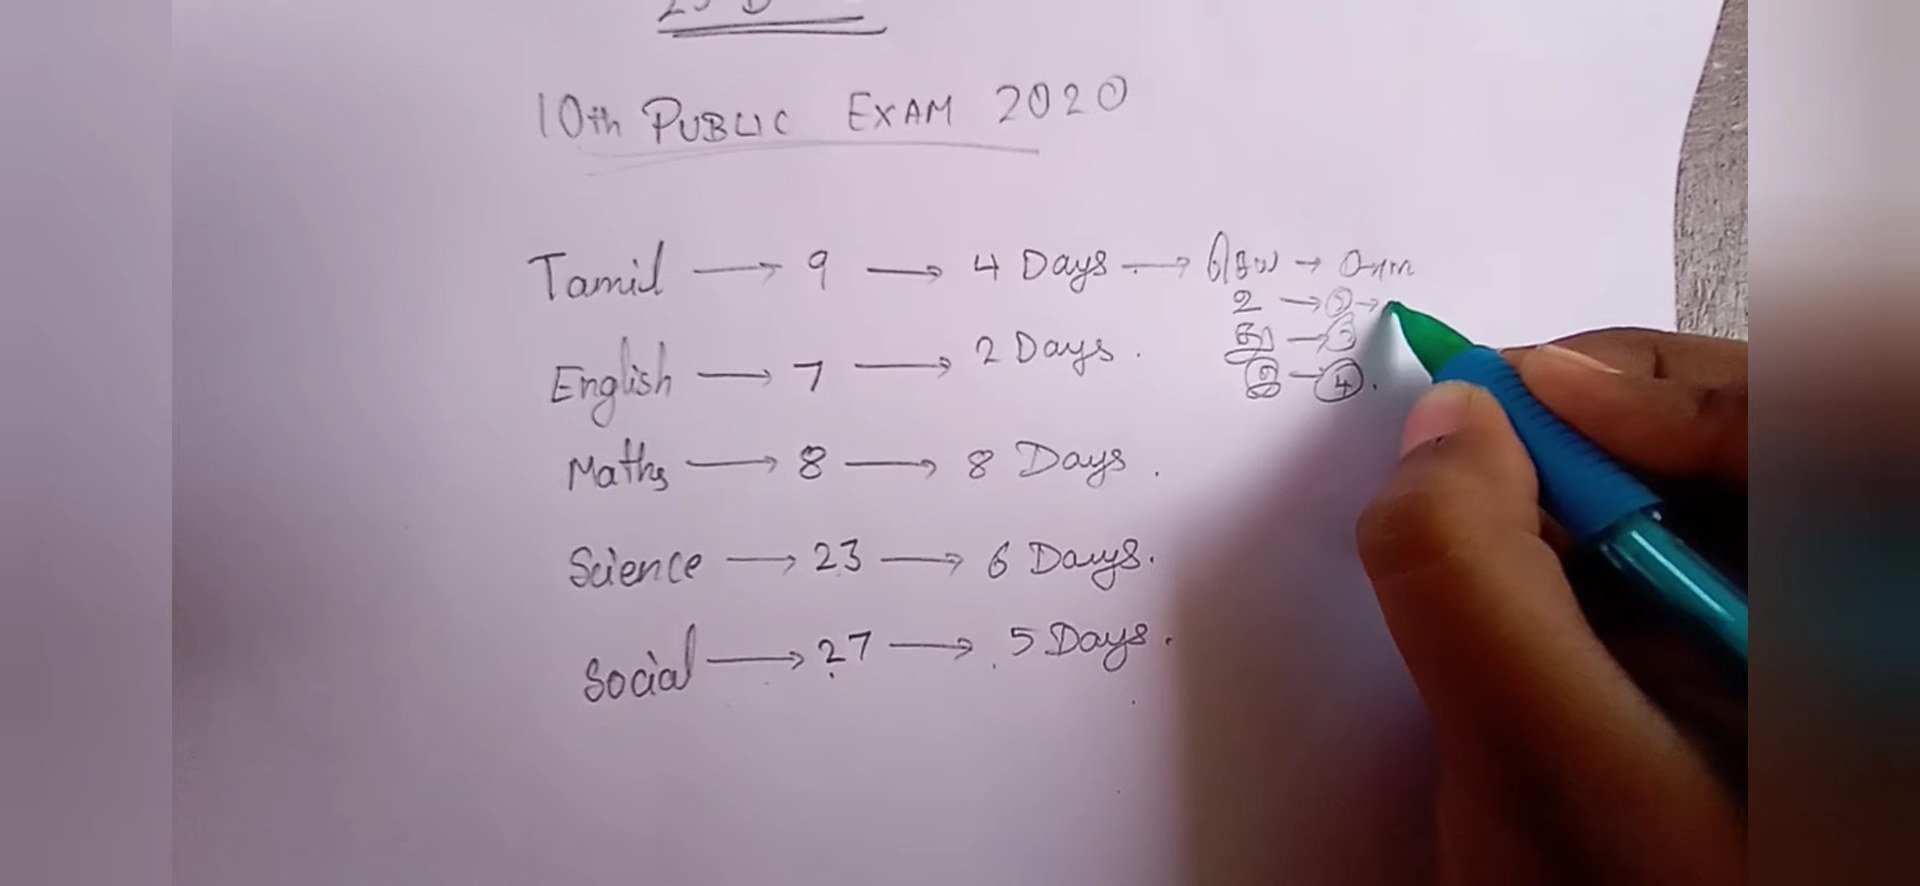 10th PUBLIC EXAM 2020
Tamil → 9 → 4 Days →
English → 7 → 2 Days.
Maths → 8 → 8 Days.
Science → 23 → 6 Days.
Social → 27 → 5 Days.